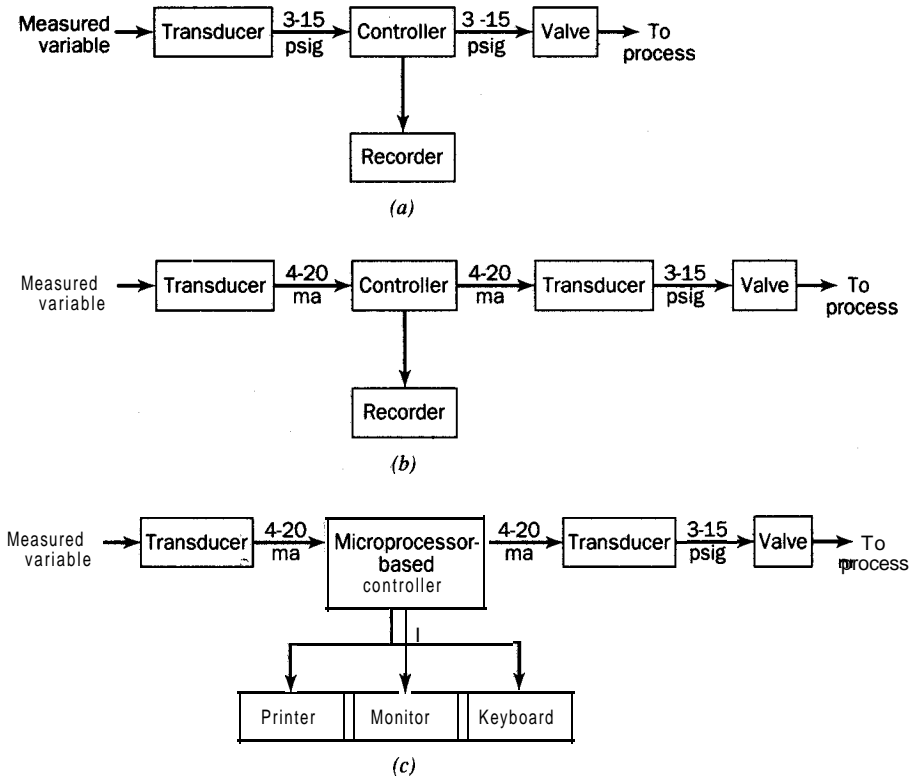 Measured variable
Transducer
3-15 psig
Controller
3 -15 psig
Valve
To process
Recorder
(a)
Measured variable
Transducer
4-20 ma
Controller
4-20 ma
Transducer
3-15 psig
Valve
To process
Recorder
(b)
Measured variable
Transducer
4-20 ma
Microprocessor-
based
controller
4-20 ma
Transducer
3-15 psig
Valve
To process
Printer
Monitor
Keyboard
(c)